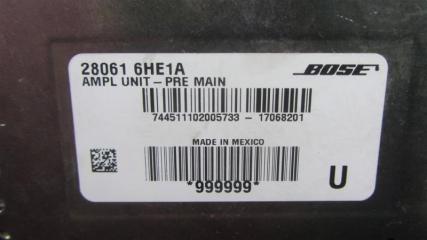 28061 6HE1A
BOSE
AMPL UNIT – PRE MAIN
744511102005733 – 17068201
MADE IN MEXICO
*999999*
U